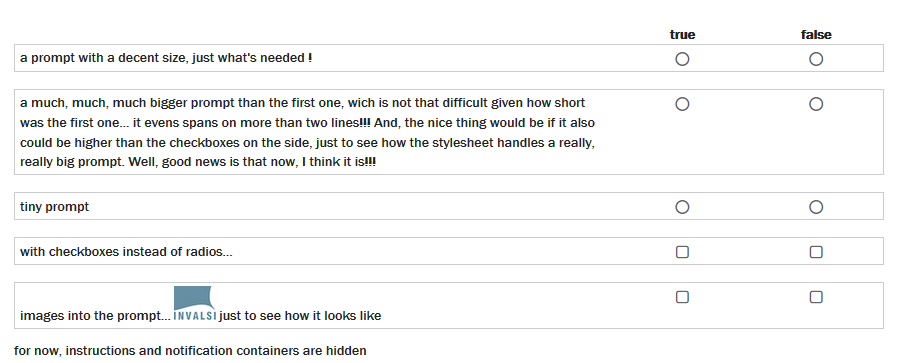 true false
a prompt with a decent size, just what's needed !
a much, much, much bigger prompt than the first one, wich is not that difficult given how short
was the first one... it evens spans on more than two lines!!! And, the nice thing would be if it also
could be higher than the checkboxes on the side, just to see how the stylesheet handles a really,
really big prompt. Well, good news is that now, I think it is!!!
tiny prompt
with checkboxes instead of radios...
images into the prompt... INVALSI just to see how it looks like
for now, instructions and notification containers are hidden